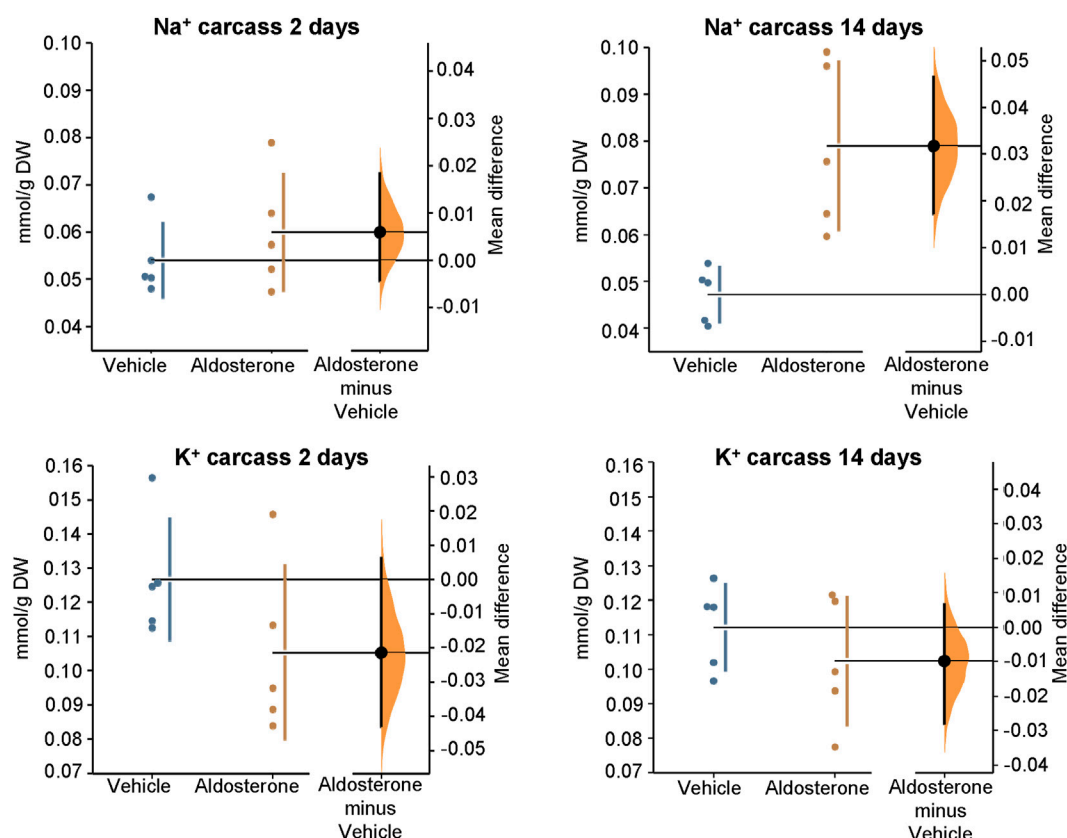 Na⁺ carcass 2 days
0.10
0.09
0.08
0.07
0.06
0.05
0.04
mmol/g DW
0.04
0.03
0.02
0.01
0.00
-0.01
Mean difference
Vehicle
Aldosterone
Aldosterone
minus
Vehicle
Na⁺ carcass 14 days
0.10
0.09
0.08
0.07
0.06
0.05
0.04
mmol/g DW
0.05
0.04
0.03
0.02
0.01
0.00
-0.01
Mean difference
Vehicle
Aldosterone
Aldosterone
minus
Vehicle
K⁺ carcass 2 days
0.16
015
0.14
0.13
0.12
0.11
0.10
0.09
0.08
0.07
mmol/g DW
0.03
0.02
0.01
0.00
-0.01
-0.02
-0.03
-0.04
-0.05
Mean difference
Vehicle
Aldosterone
Aldosterone
minus
Vehicle
K⁺ carcass 14 days
0.16
015
0.14
0.13
0.12
0.11
0.10
0.09
0.08
0.07
mmol/g DW
0.04
0.03
0.02
0.01
0.00
-0.01
-0.02
-0.03
-0.04
Mean difference
Vehicle
Aldosterone
Aldosterone
minus
Vehicle